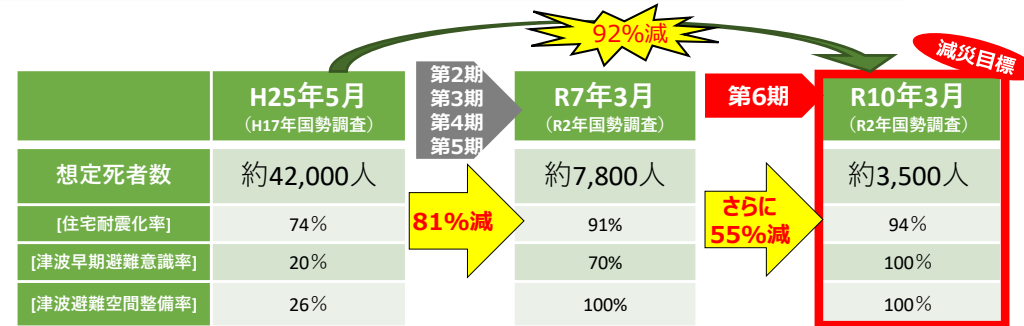 92%減
減災目標
H25年5月
（H17年国勢調査）
第2期
第3期
第4期
第5期
R7年3月
（R2年国勢調査）
第6期
R10年3月
（R2年国勢調査）
想定死者数
約42,000人
約7,800人
約3,500人
81%減
さらに
55%減
[住宅耐震化率]
74%
91%
94%
[津波早期避難意識率]
20%
70%
100%
[津波避難空間整備率]
26%
100%
100%